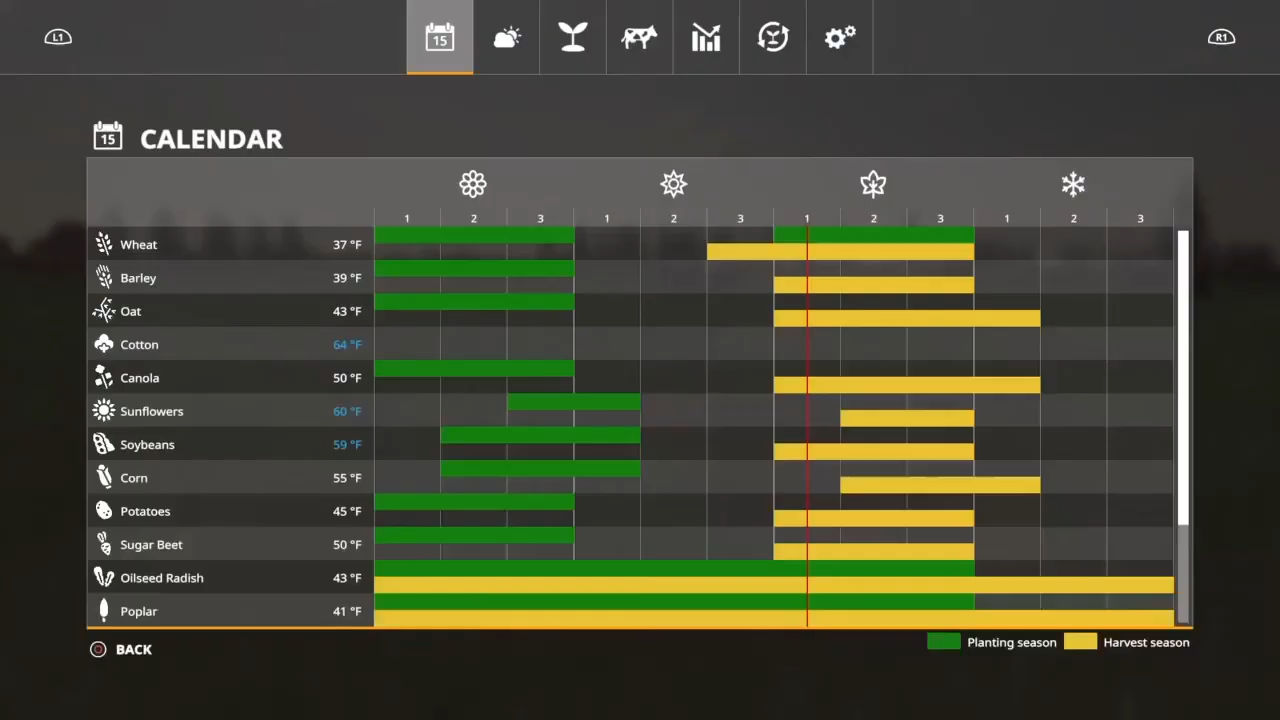 L1
15
R1
15 CALENDAR
1 2 3 1 2 3 1 2 3 1 2 3
Wheat 37 °F
Barley 39 °F
Oat 43 °F
Cotton 64 °F
Canola 50 °F
Sunflowers 60 °F
Soybeans 59 °F
Corn 55 °F
Potatoes 45 °F
Sugar Beet 50 °F
Oilseed Radish 43 °F
Poplar 41 °F
BACK
Planting season Harvest season